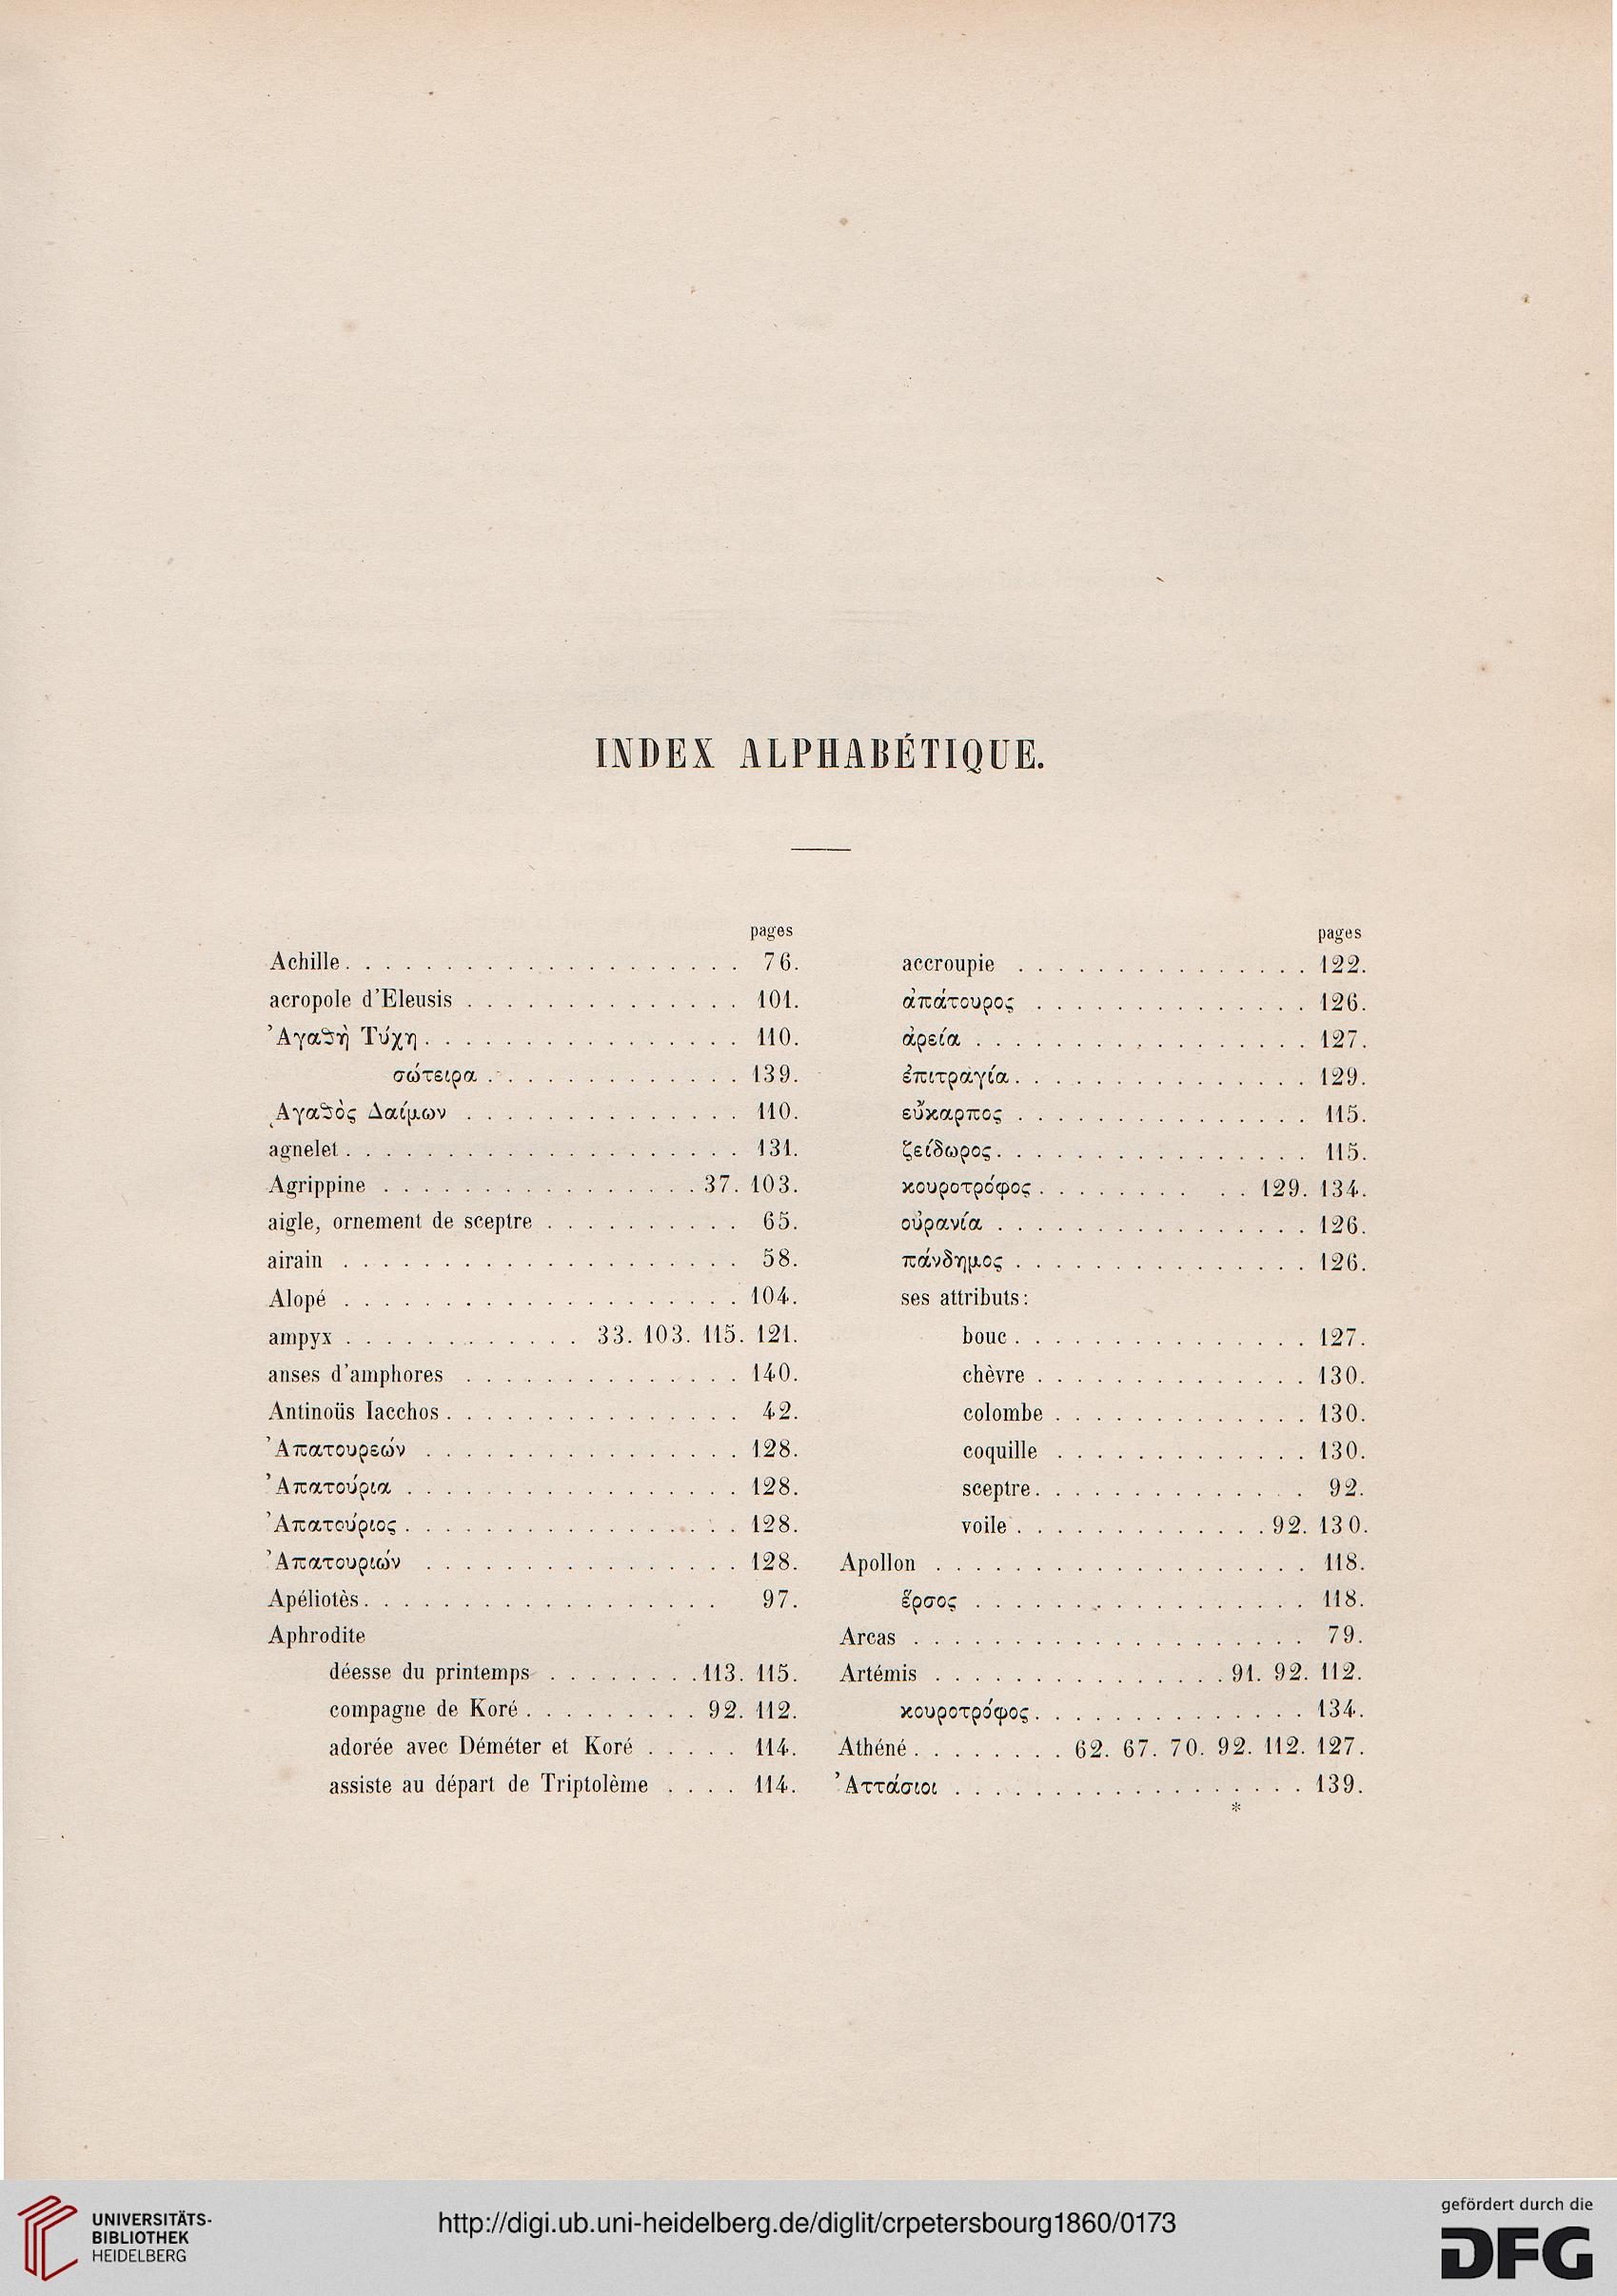 INDEX ALPHABÉTIQUE.
pages
Achille. . . . . . . . . . . . . . . . . . . . 76.
acropole d'Eleusis . . . . . . . . . . . . . . 101.
Ἀγαϑὴ Τύχη. . . . . . . . . . . . . . . . 110.
σώτειρα . . . . . . . . . . . . . 139.
Ἀγαϑὸς Δαίμων . . . . . . . . . . . . . . 110.
agnelet. . . . . . . . . . . . . . . . . . . . 131.
Agrippine . . . . . . . . . . . . . . . . 37. 103.
aigle, ornement de sceptre . . . . . . . . . . 65.
airain . . . . . . . . . . . . . . . . . . . . 58.
Alopé . . . . . . . . . . . . . . . . . . . . 104.
ampyx . . . . . . . . . . . . 33. 103. 115. 121.
anses d'amphores . . . . . . . . . . . . . . 140.
Antinoüs Iacchos. . . . . . . . . . . . . . . 42.
Ἀπατουρεών . . . . . . . . . . . . . . . . 128.
Ἀπατούρια . . . . . . . . . . . . . . . . . 128.
Ἀπατούριος. . . . . . . . . . . . . . . . . 128.
Ἀπατουριών . . . . . . . . . . . . . . . . 128.
Apéliotès. . . . . . . . . . . . . . . . . . 97.
Aphrodite
déesse du printemps . . . . . . . . 113. 115.
compagne de Koré . . . . . . . . . 92. 112.
adorée avec Déméter et Koré . . . . . 114.
assiste au départ de Triptolème . . . . 114.
pages
accroupie . . . . . . . . . . . . . . . 122.
ἀπάτουρος . . . . . . . . . . . . . . 126.
ἀρεία . . . . . . . . . . . . . . . . . 127.
ἐπιτραγία. . . . . . . . . . . . . . . 129.
εὔκαρπος . . . . . . . . . . . . . . . 115.
ζείδωρος. . . . . . . . . . . . . . . . 115.
κουροτρόφος. . . . . . . . . . 129. 134.
οὐρανία . . . . . . . . . . . . . . . . 126.
πάνδημος . . . . . . . . . . . . . . . 126.
ses attributs:
bouc. . . . . . . . . . . . . . . 127.
chèvre . . . . . . . . . . . . . . 130.
colombe . . . . . . . . . . . . . 130.
coquille . . . . . . . . . . . . . 130.
sceptre. . . . . . . . . . . . . . 92.
voile . . . . . . . . . . . . . 92. 130.
Apollon . . . . . . . . . . . . . . . . . . . 118.
ἔρσος . . . . . . . . . . . . . . . . . 118.
Arcas . . . . . . . . . . . . . . . . . . . . 79.
Artémis . . . . . . . . . . . . . . . 91. 92. 112.
κουροτρόφος. . . . . . . . . . . . . . 134.
Athéné. . . . . . . . 62. 67. 70. 92. 112. 127.
Ἀττάσιοι . . . . . . . . . . . . . . . . . . 139.
*
UNIVERSITÄTS-
BIBLIOTHEK
HEIDELBERG
http://digi.ub.uni-heidelberg.de/diglit/crpetersbourg1860/0173
gefördert durch die
DFG